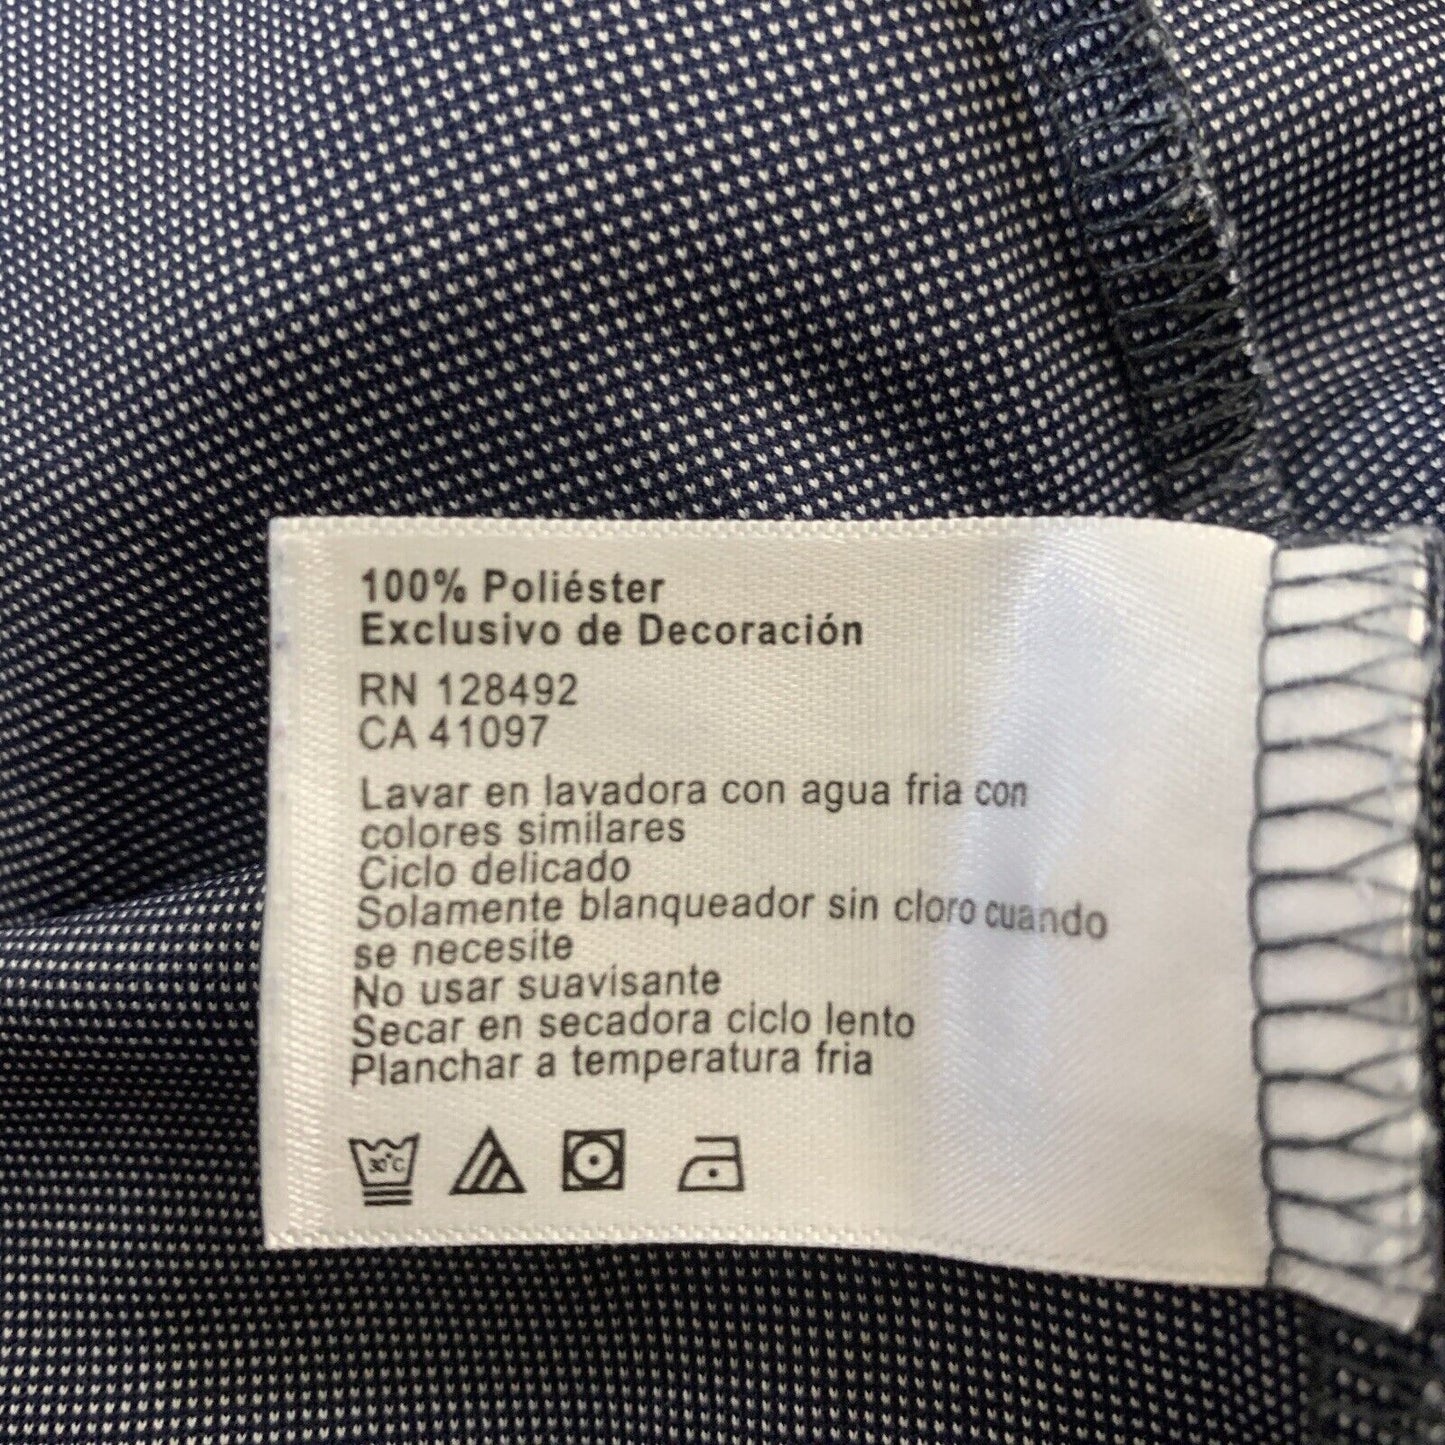 100% Poliéster
Exclusivo de Decoración
RN 128492
CA 41097
Lavar en lavadora con agua fria con
colores similares
Ciclo delicado
Solamente blanqueador sin cloro cuando
se necesite
No usar suavisante
Secar en secadora ciclo lento
Planchar a temperatura fria
30°C